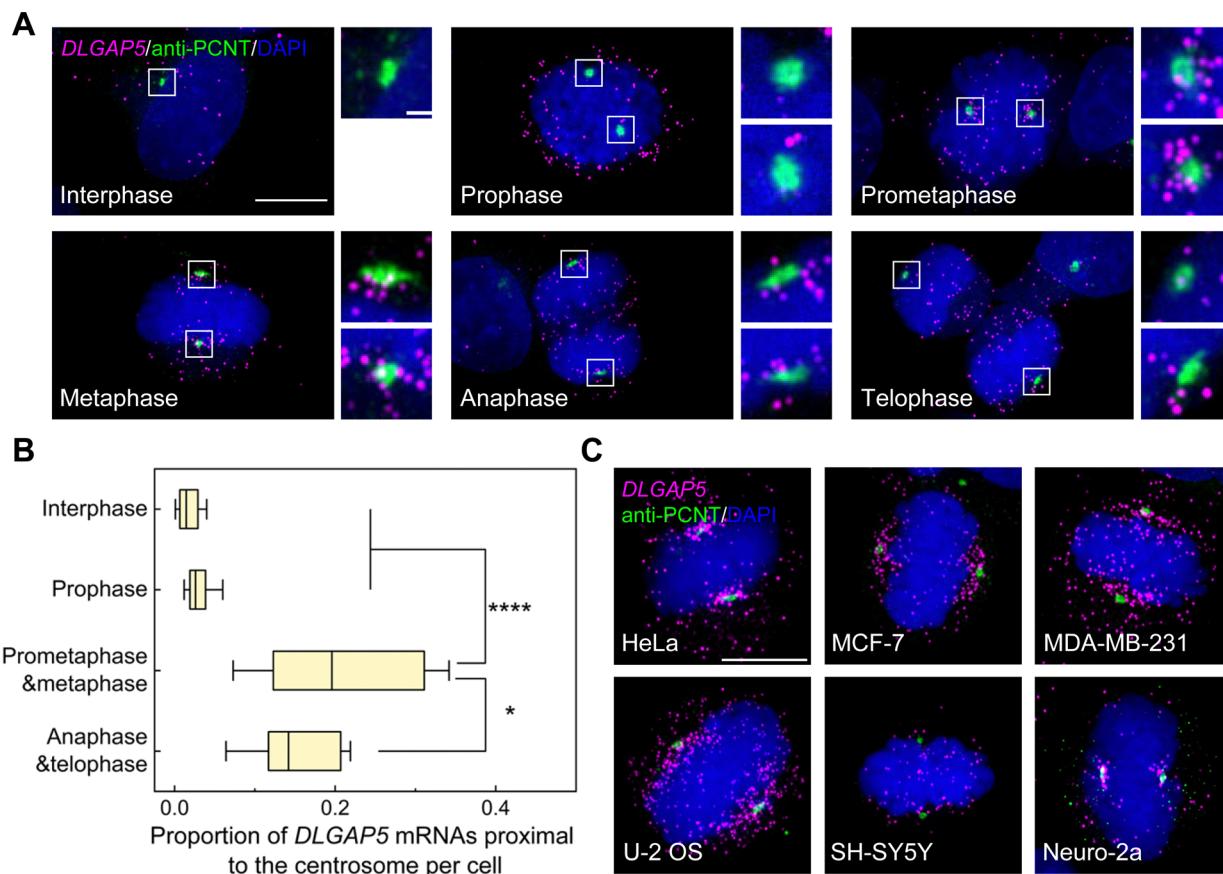 A
DLGAP5/anti-PCNT/DAPI
Interphase
Prophase
Prometaphase
Metaphase
Anaphase
Telophase
B
Interphase
Prophase
Prometaphase
&metaphase
Anaphase
&telophase
****
*
0.0 0.2 0.4
Proportion of DLGAP5 mRNAs proximal
to the centrosome per cell
C
DLGAP5
anti-PCNT/DAPI
HeLa
MCF-7
MDA-MB-231
U-2 OS
SH-SY5Y
Neuro-2a